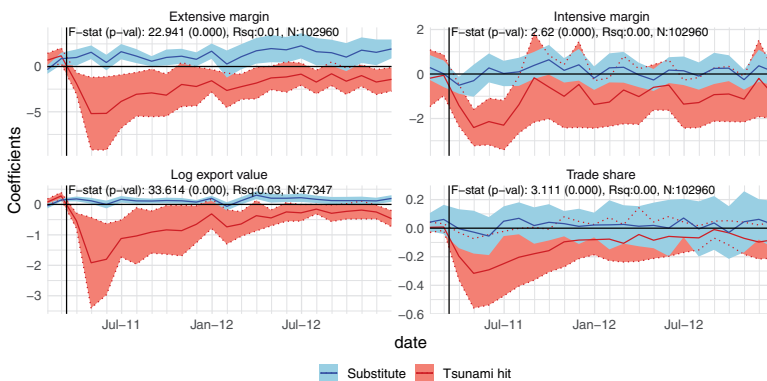 Extensive margin
F-stat (p-val): 22.941 (0.000), Rsq:0.01, N:102960
0
−5
Intensive margin
F-stat (p-val): 2.62 (0.000), Rsq:0.00, N:102960
2
0
−2
Coefficients
Log export value
F-stat (p-val): 33.614 (0.000), Rsq:0.03, N:47347
0
−1
−2
−3
Jul−11
Jan−12
Jul−12
Trade share
F-stat (p-val): 3.111 (0.000), Rsq:0.00, N:102960
0.2
0.0
−0.2
−0.4
−0.6
Jul−11
Jan−12
Jul−12
date
Substitute
Tsunami hit